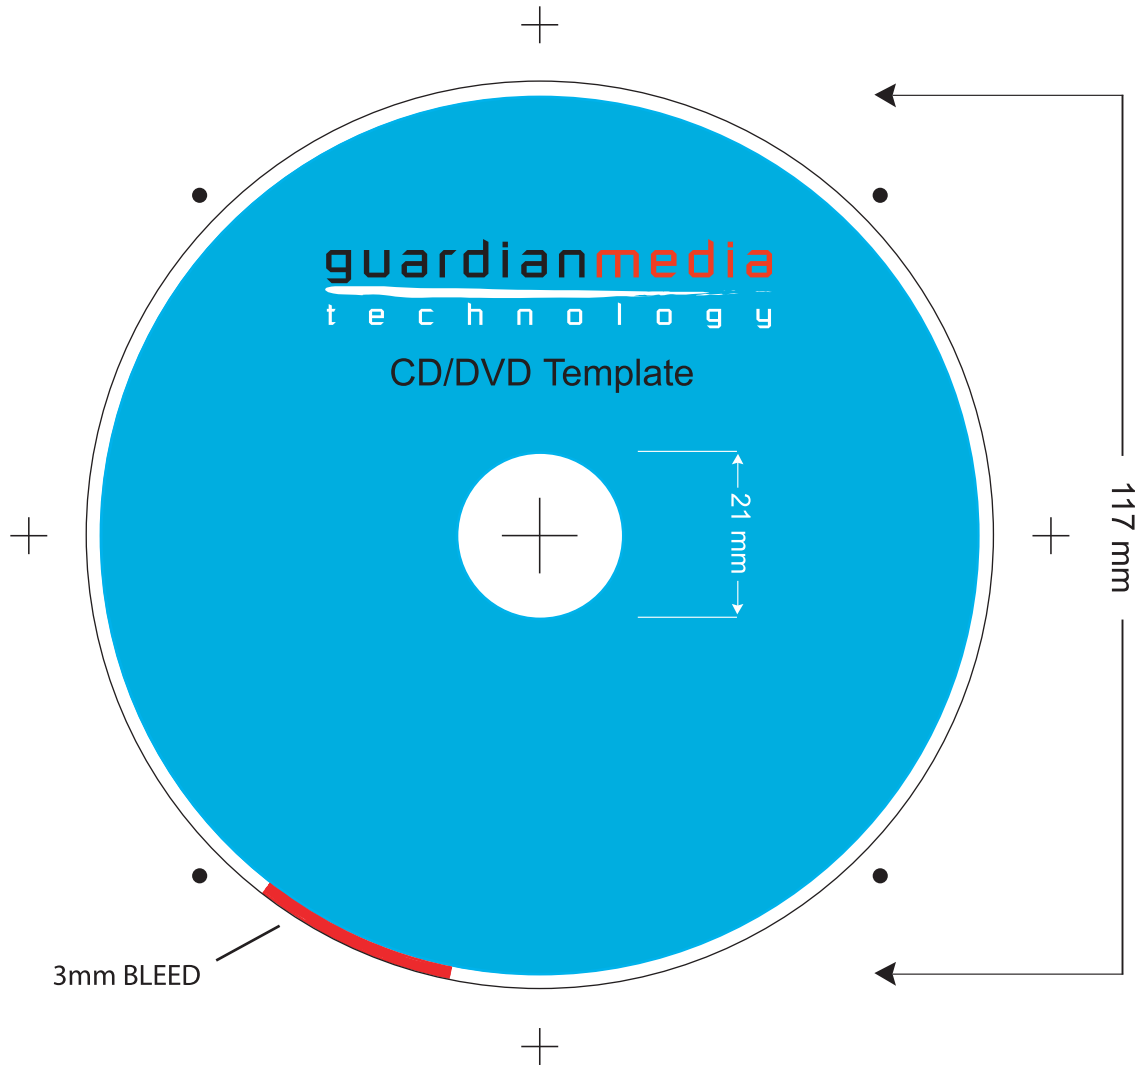 guardianmedia
technology
CD/DVD Template
21 mm
117 mm
3mm BLEED